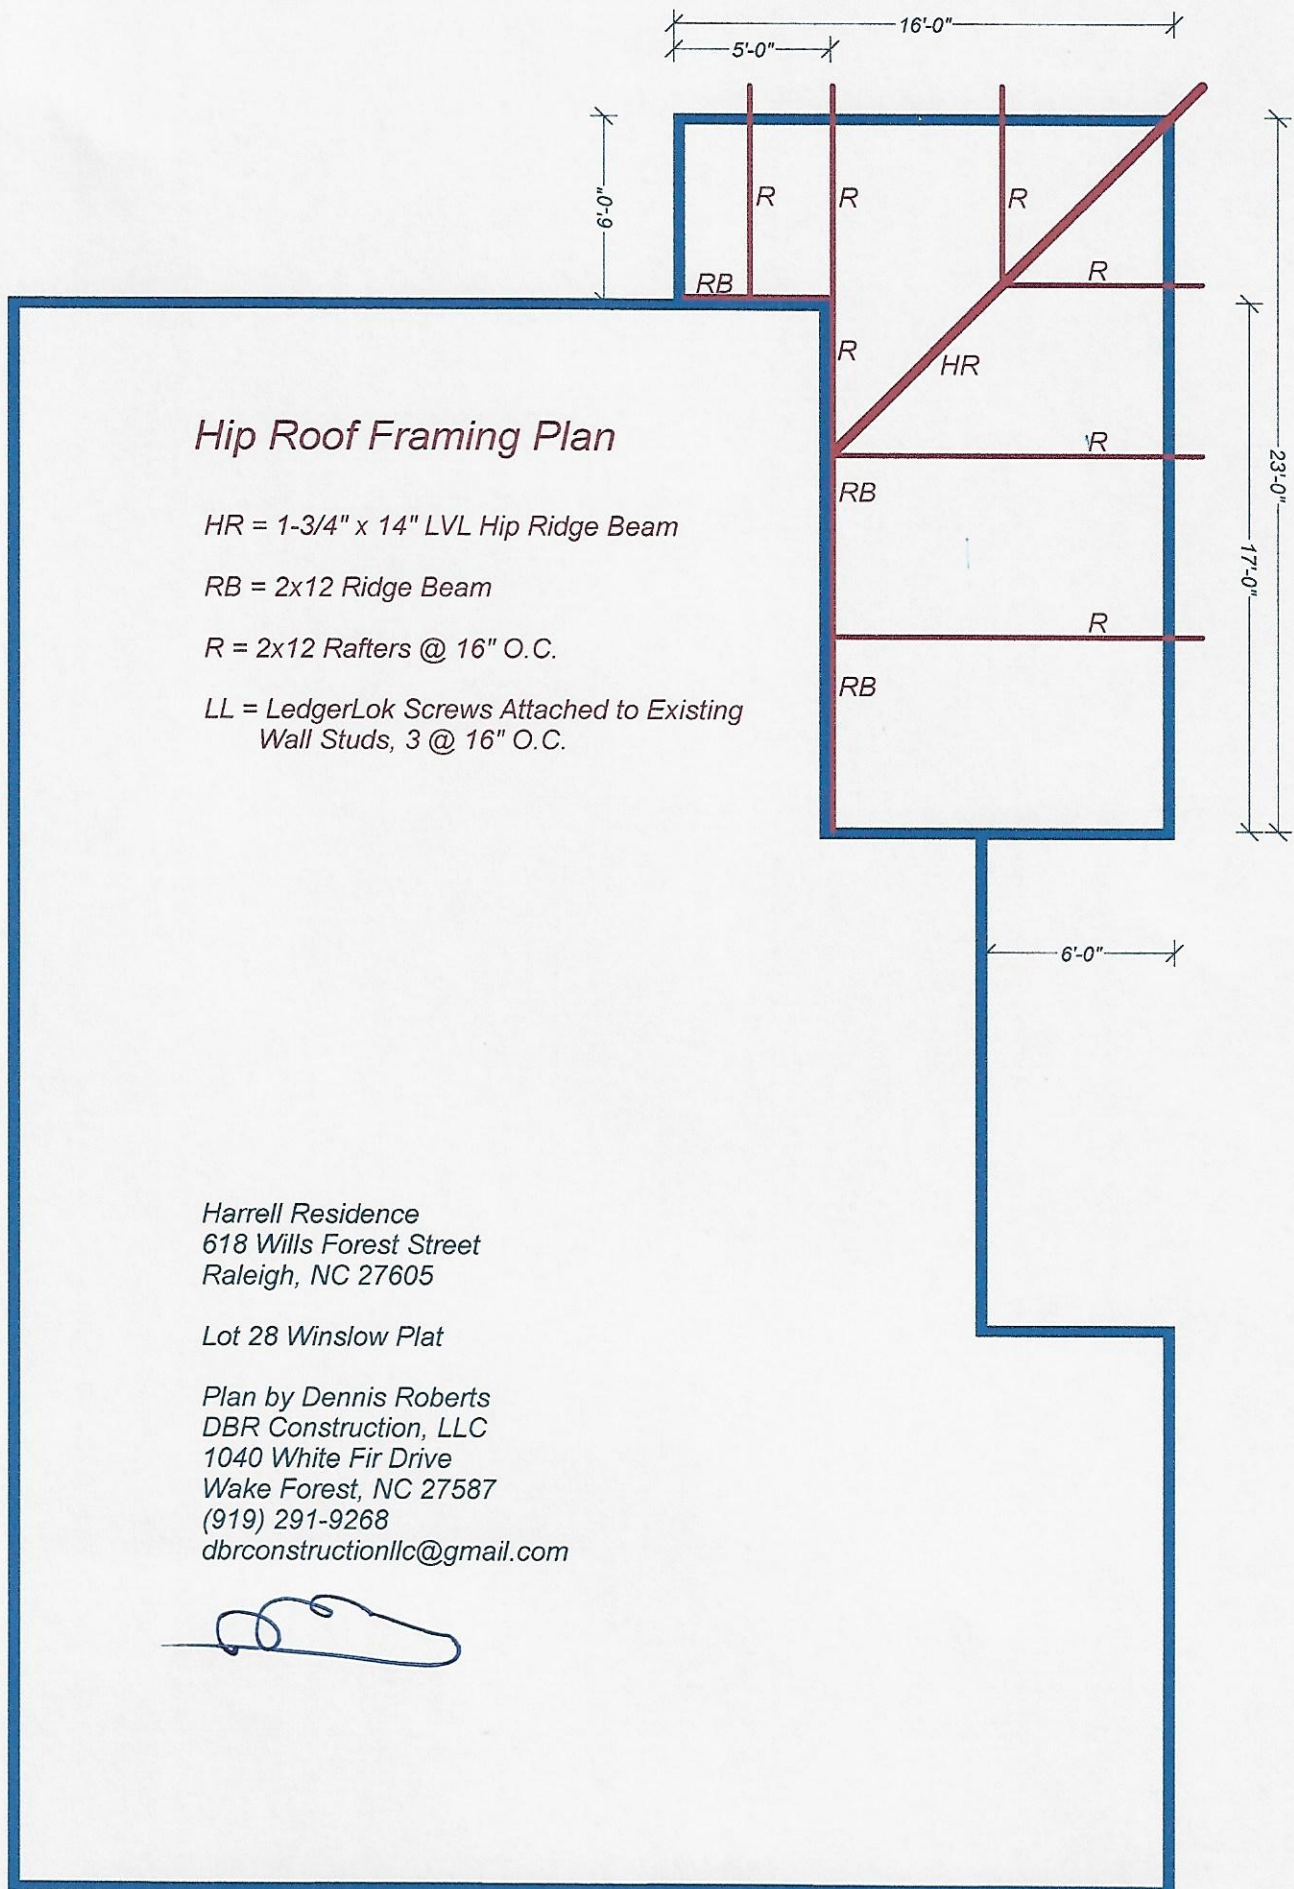 16'-0"
5'-0"
6'-0"
R
R
R
R
RB
R
HR
R
RB
R
RB
23'-0"
17'-0"
6'-0"
Hip Roof Framing Plan
HR = 1-3/4" x 14" LVL Hip Ridge Beam
RB = 2x12 Ridge Beam
R = 2x12 Rafters @ 16" O.C.
LL = LedgerLok Screws Attached to Existing
Wall Studs, 3 @ 16" O.C.
Harrell Residence
618 Wills Forest Street
Raleigh, NC 27605
Lot 28 Winslow Plat
Plan by Dennis Roberts
DBR Construction, LLC
1040 White Fir Drive
Wake Forest, NC 27587
(919) 291-9268
dbrconstructionllc@gmail.com